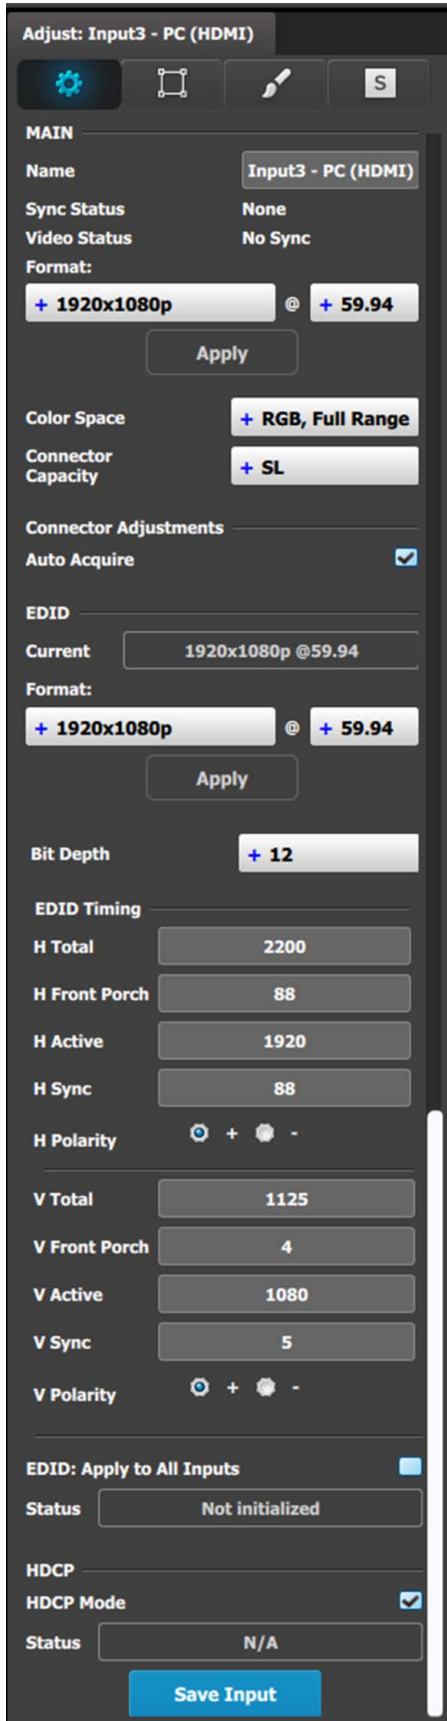 Adjust: Input3 - PC (HDMI)
S
MAIN
Name Input3 - PC (HDMI)
Sync Status None
Video Status No Sync
Format:
+ 1920x1080p @ + 59.94
Apply
Color Space + RGB, Full Range
Connector
Capacity + SL
Connector Adjustments
Auto Acquire
EDID
Current 1920x1080p @59.94
Format:
+ 1920x1080p @ + 59.94
Apply
Bit Depth + 12
EDID Timing
H Total 2200
H Front Porch 88
H Active 1920
H Sync 88
H Polarity + -
V Total 1125
V Front Porch 4
V Active 1080
V Sync 5
V Polarity + -
EDID: Apply to All Inputs
Status Not initialized
HDCP
HDCP Mode
Status N/A
Save Input